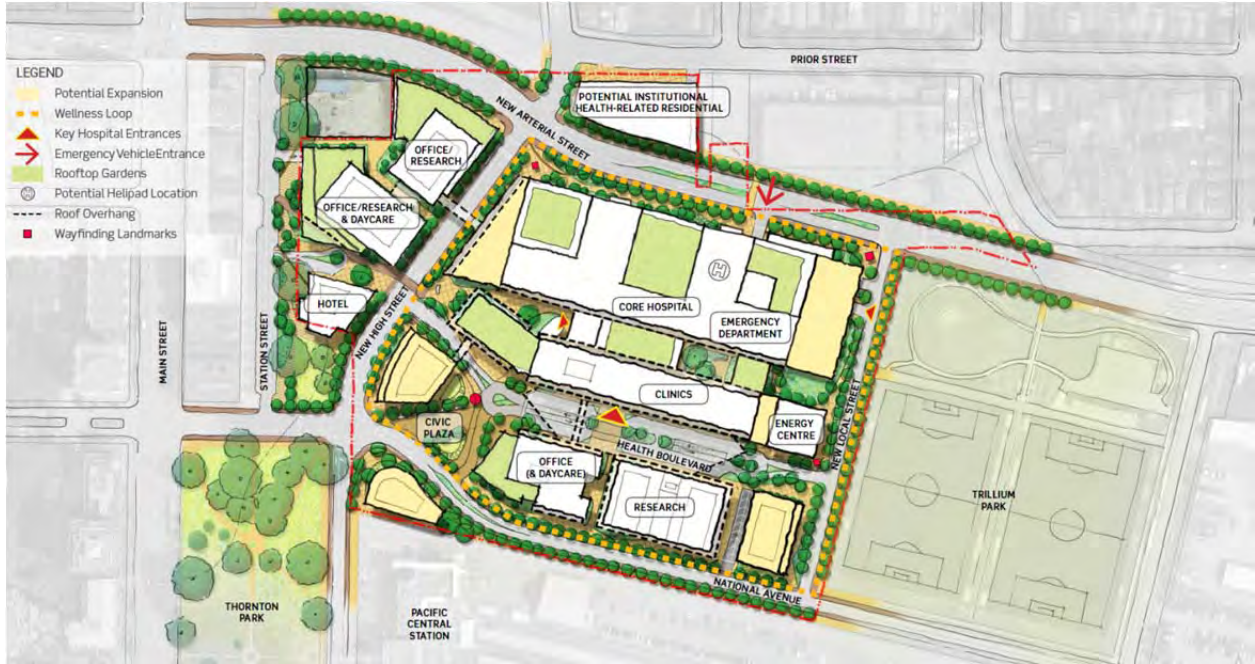 PRIOR STREET
LEGEND
Potential Expansion
Wellness Loop
Key Hospital Entrances
Emergency VehicleEntrance
Rooftop Gardens
Potential Helipad Location
Roof Overhang
Wayfinding Landmarks
NEW ARTERIAL STREET
POTENTIAL INSTITUTIONAL
HEALTH-RELATED RESIDENTIAL
OFFICE/
RESEARCH
OFFICE/RESEARCH
& DAYCARE
HOTEL
MAIN STREET
STATION STREET
NEW HIGH STREET
H
CORE HOSPITAL
EMERGENCY
DEPARTMENT
CLINICS
ENERGY
CENTRE
NEW LOCAL STREET
CIVIC
PLAZA
HEALTH BOULEVARD
OFFICE
(& DAYCARE)
RESEARCH
TRILLIUM
PARK
NATIONAL AVENUE
THORNTON
PARK
PACIFIC
CENTRAL
STATION